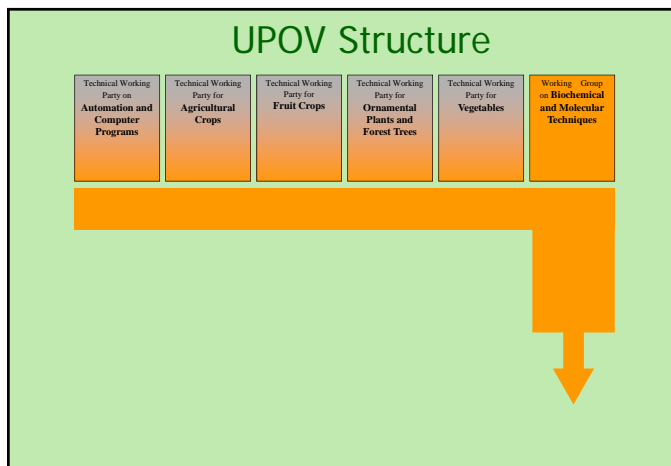 UPOV Structure
Technical Working
Party on
Automation and
Computer
Programs
Technical Working
Party for
Agricultural
Crops
Technical Working
Party for
Fruit Crops
Technical Working
Party for
Ornamental
Plants and
Forest Trees
Technical Working
Party for
Vegetables
Working Group
on Biochemical
and Molecular
Techniques